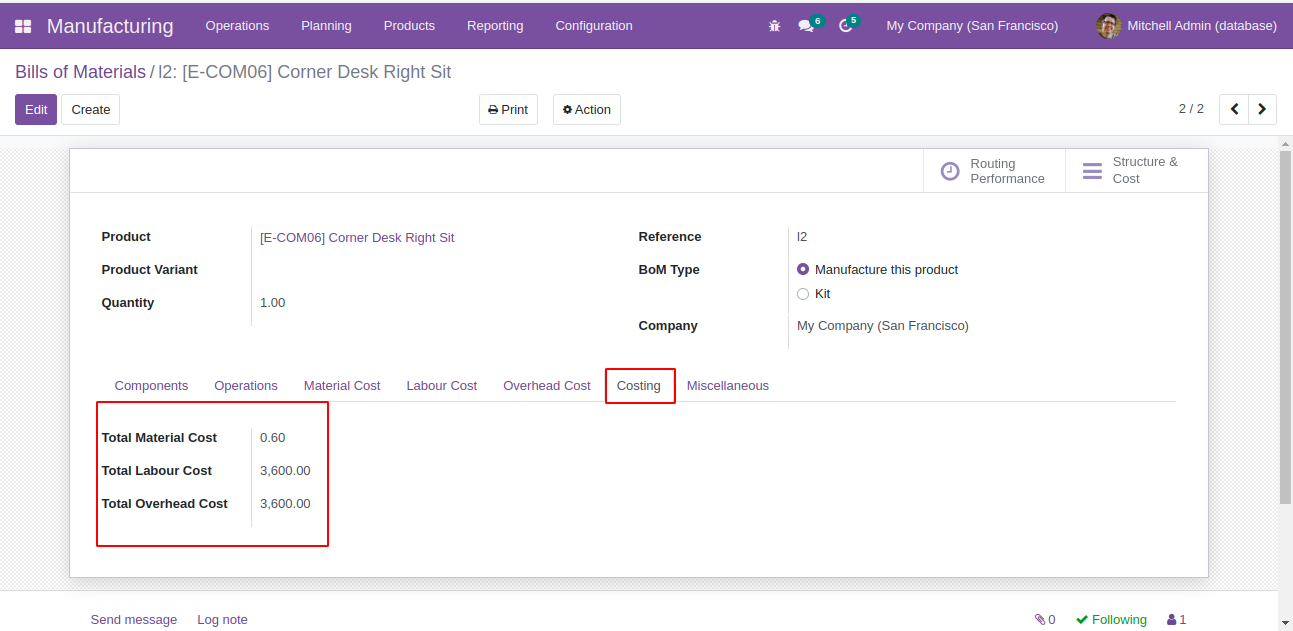 Manufacturing Operations Planning Products Reporting Configuration 6 5 My Company (San Francisco) Mitchell Admin (database)
Bills of Materials / I2: [E-COM06] Corner Desk Right Sit
Edit Create Print Action 2 / 2
Routing Performance
Structure & Cost
Product [E-COM06] Corner Desk Right Sit Reference I2
Product Variant BoM Type Manufacture this product
Kit
Quantity 1.00
Company My Company (San Francisco)
Components Operations Material Cost Labour Cost Overhead Cost Costing Miscellaneous
Total Material Cost 0.60
Total Labour Cost 3,600.00
Total Overhead Cost 3,600.00
Send message Log note 0 Following 1